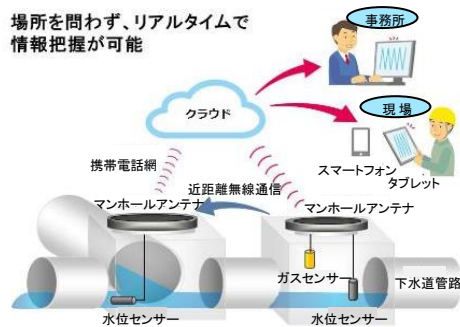 場所を問わず、リアルタイムで
情報把握が可能
事務所
クラウド
現場
スマートフォン
タブレット
携帯電話網
近距離無線通信
マンホールアンテナ
マンホールアンテナ
ガスセンサー
下水道管路
水位センサー
水位センサー